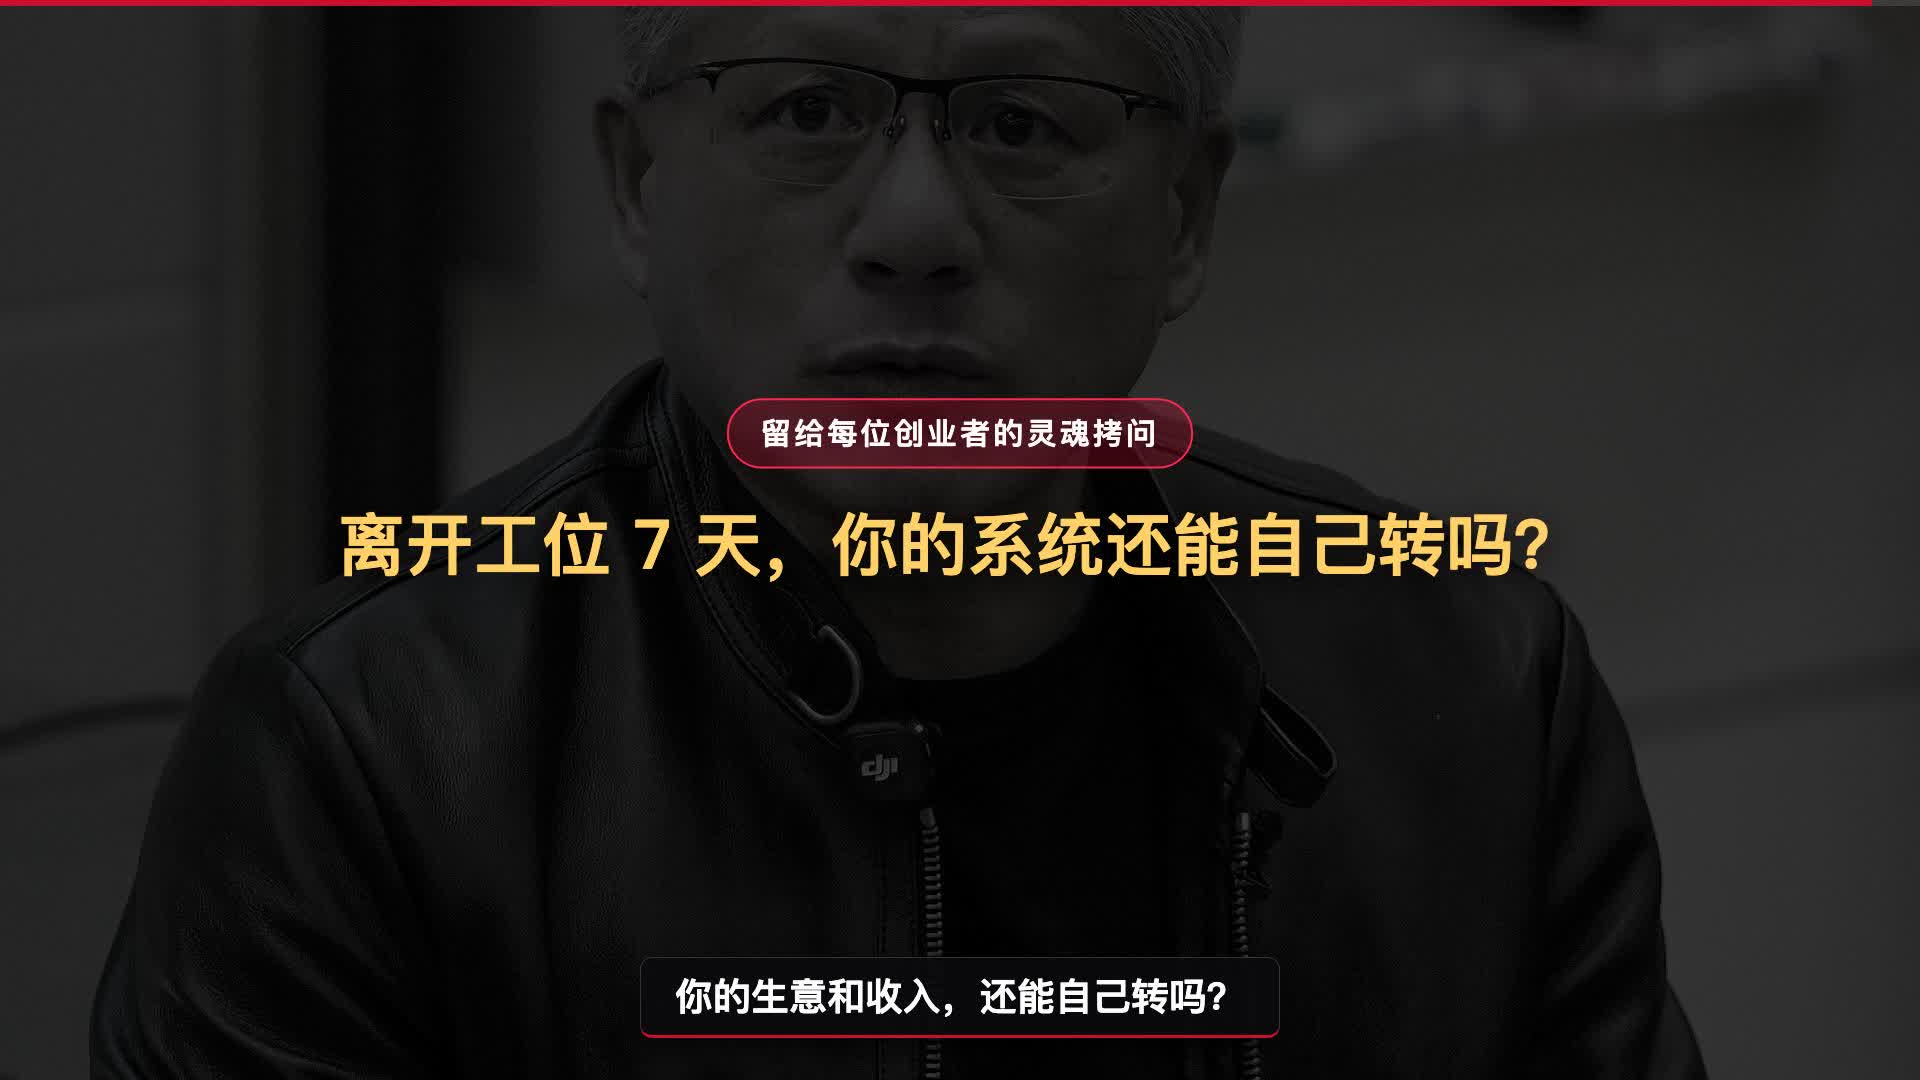 留给每位创业者的灵魂拷问
离开工位 7 天，你的系统还能自己转吗？
dji
你的生意和收入，还能自己转吗？